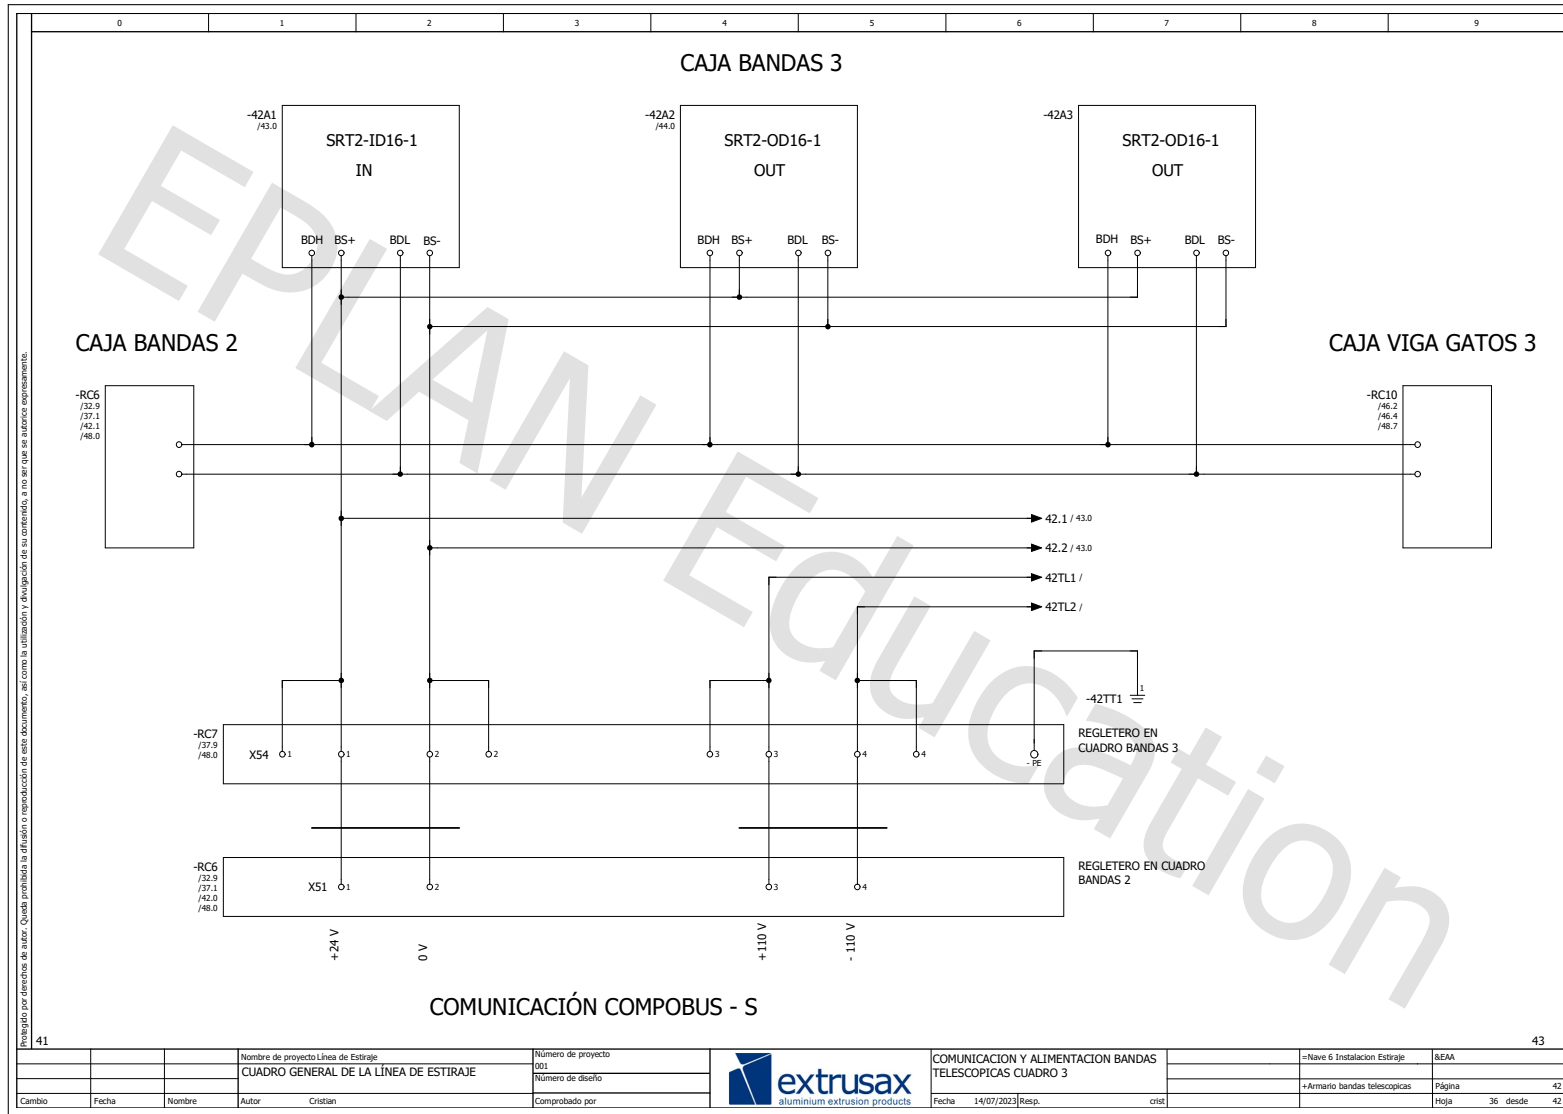 0 1 2 3 4 5 6 7 8 9
CAJA BANDAS 3
-42A1
/43.0
SRT2-ID16-1
IN
BDH BS+ BDL BS-
-42A2
/44.0
SRT2-OD16-1
OUT
BDH BS+ BDL BS-
-42A3
SRT2-OD16-1
OUT
BDH BS+ BDL BS-
CAJA BANDAS 2
-RC6
/32.9
/37.1
/42.1
/48.0
CAJA VIGA GATOS 3
-RC10
/46.2
/46.4
/48.7
42.1 / 43.0
42.2 / 43.0
42TL1 /
42TL2 /
-42TT1
1
-RC7
/37.9
/48.0
X54 1 1 2 2 3 3 4 4
- PE
REGLETERO EN
CUADRO BANDAS 3
-RC6
/32.9
/37.1
/42.0
/48.0
X51 1 2 3 4
REGLETERO EN CUADRO
BANDAS 2
+24 V
0 V
+110 V
- 110 V
COMUNICACIÓN COMPOBUS - S
EPLAN Education
Protegido por derechos de autor. Queda prohibida la difusión o reproducción de este documento, así como la utilización y divulgación de su contenido, a no ser que se autorice expresamente.
41
43
Cambio
Fecha
Nombre
Nombre de proyecto Línea de Estiraje
CUADRO GENERAL DE LA LÍNEA DE ESTIRAJE
Autor Cristian
Número de proyecto
001
Número de diseño
Comprobado por
extrusax
aluminium extrusion products
COMUNICACION Y ALIMENTACION BANDAS
TELESCOPICAS CUADRO 3
Fecha 14/07/2023 Resp. crist
=Nave 6 Instalacion Estiraje
+Armario bandas telescopicas
&EAA
Página 42
Hoja 36 desde 42